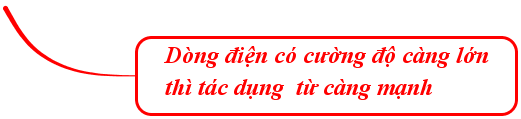 Dòng điện có cường độ càng lớn
thì tác dụng từ càng mạnh